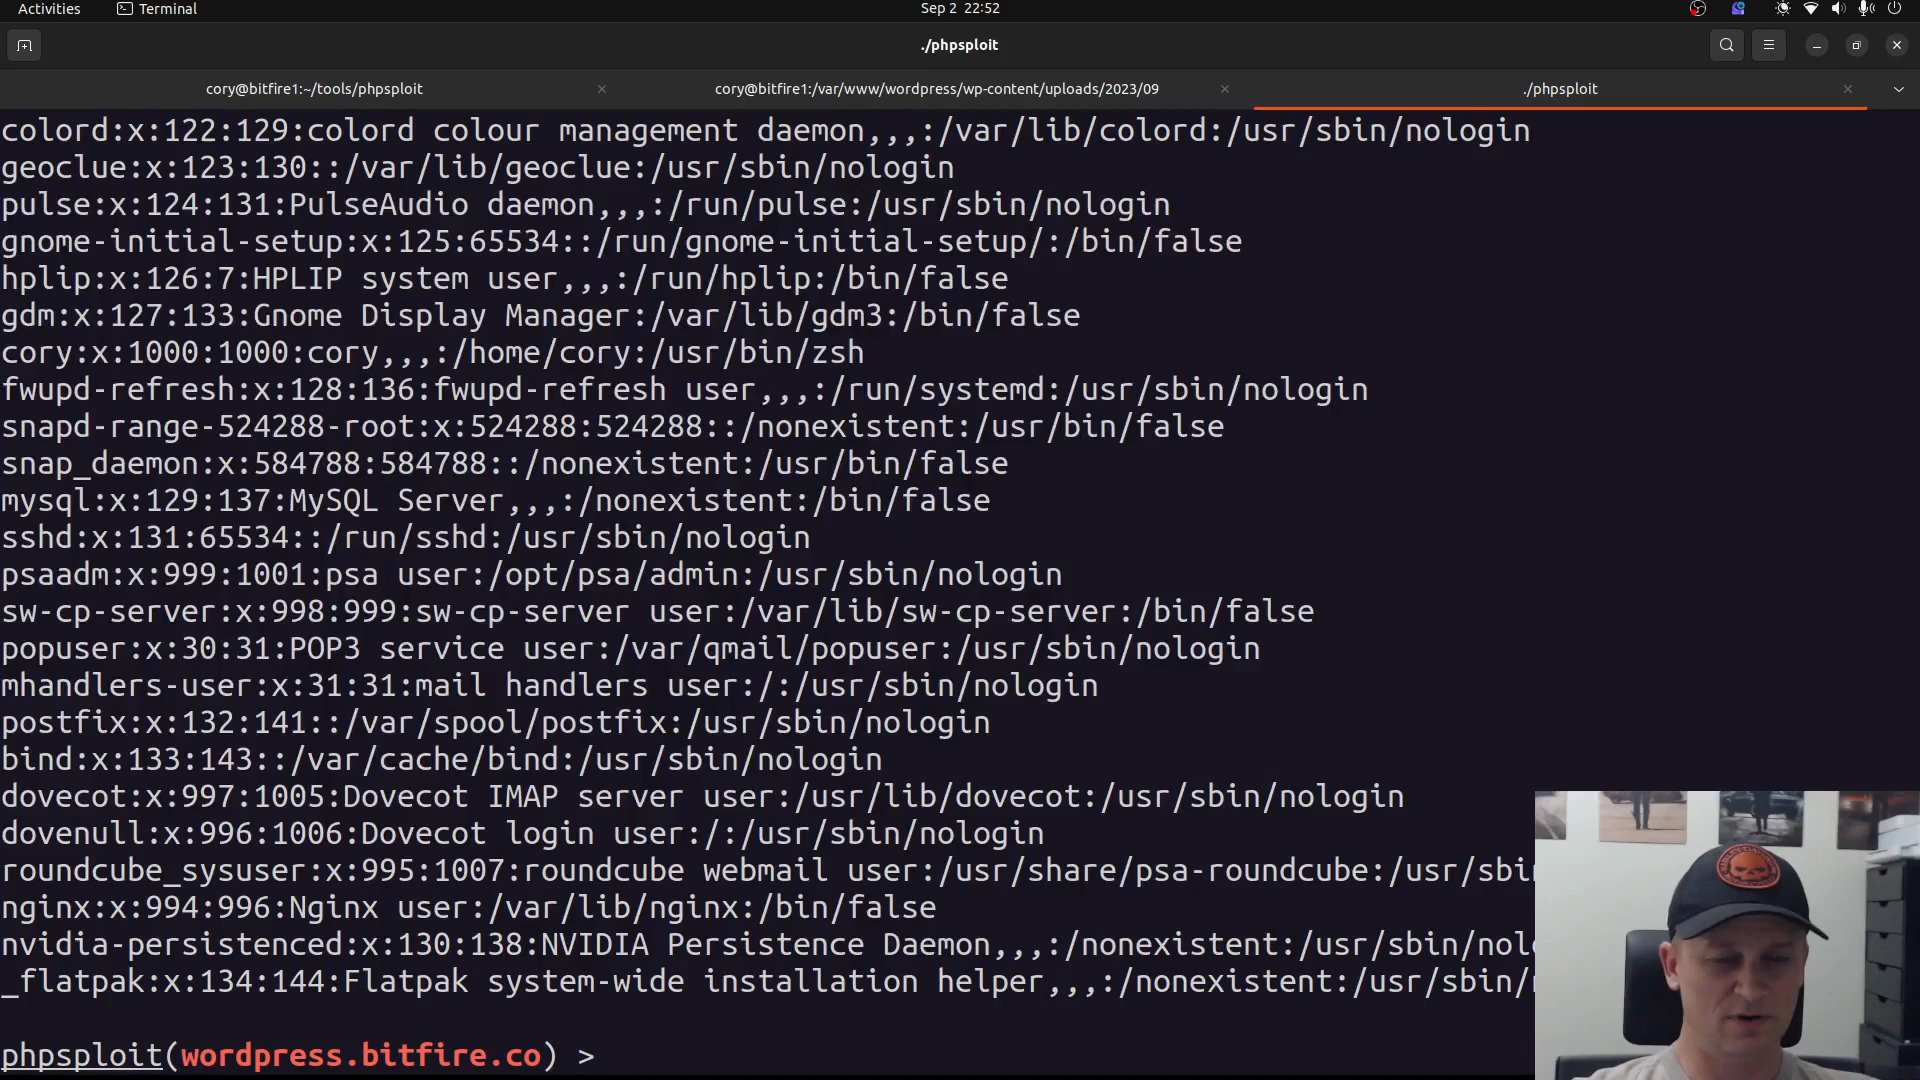 Activities
Terminal
Sep 2 22:52
./phpsploit
cory@bitfire1:~/tools/phpsploit
cory@bitfire1:/var/www/wordpress/wp-content/uploads/2023/09
./phpsploit
colord:x:122:129:colord colour management daemon,,,:/var/lib/colord:/usr/sbin/nologin
geoclue:x:123:130::/var/lib/geoclue:/usr/sbin/nologin
pulse:x:124:131:PulseAudio daemon,,,:/run/pulse:/usr/sbin/nologin
gnome-initial-setup:x:125:65534::/run/gnome-initial-setup/:/bin/false
hplip:x:126:7:HPLIP system user,,,:/run/hplip:/bin/false
gdm:x:127:133:Gnome Display Manager:/var/lib/gdm3:/bin/false
cory:x:1000:1000:cory,,,:/home/cory:/usr/bin/zsh
fwupd-refresh:x:128:136:fwupd-refresh user,,,:/run/systemd:/usr/sbin/nologin
snapd-range-524288-root:x:524288:524288::/nonexistent:/usr/bin/false
snap_daemon:x:584788:584788::/nonexistent:/usr/bin/false
mysql:x:129:137:MySQL Server,,,:/nonexistent:/bin/false
sshd:x:131:65534::/run/sshd:/usr/sbin/nologin
psaadm:x:999:1001:psa user:/opt/psa/admin:/usr/sbin/nologin
sw-cp-server:x:998:999:sw-cp-server user:/var/lib/sw-cp-server:/bin/false
popuser:x:30:31:POP3 service user:/var/qmail/popuser:/usr/sbin/nologin
mhandlers-user:x:31:31:mail handlers user:/:/usr/sbin/nologin
postfix:x:132:141::/var/spool/postfix:/usr/sbin/nologin
bind:x:133:143::/var/cache/bind:/usr/sbin/nologin
dovecot:x:997:1005:Dovecot IMAP server user:/usr/lib/dovecot:/usr/sbin/nologin
dovenull:x:996:1006:Dovecot login user:/:/usr/sbin/nologin
roundcube_sysuser:x:995:1007:roundcube webmail user:/usr/share/psa-roundcube:/usr/sbin
nginx:x:994:996:Nginx user:/var/lib/nginx:/bin/false
nvidia-persistenced:x:130:138:NVIDIA Persistence Daemon,,,:/nonexistent:/usr/sbin/nolo
_flatpak:x:134:144:Flatpak system-wide installation helper,,,:/nonexistent:/usr/sbin/
phpsploit(wordpress.bitfire.co) >